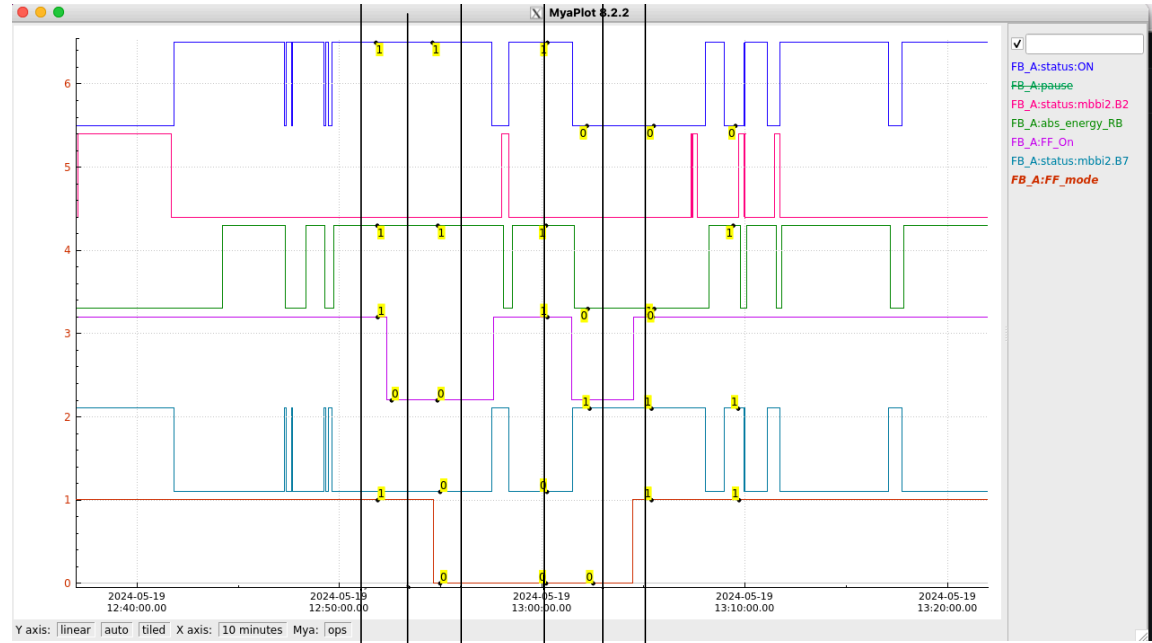 MyaPlot 8.2.2
FB_A:status:ON
FB_A:pause
FB_A:status:mbbi2.B2
FB_A:abs_energy_RB
FB_A:FF_On
FB_A:status:mbbi2.B7
FB_A:FF_mode
1 1 1
6
0 0 0
5
1 1 1 1
4
1 1 0 1 0
3
0 0
2
1 1 1
0 0
1
1 1 1
0
0 0 0
2024-05-19 2024-05-19 2024-05-19 2024-05-19 2024-05-19
12:40:00.00 12:50:00.00 13:00:00.00 13:10:00.00 13:20:00.00
Y axis: linear auto tiled X axis: 10 minutes Mya: ops